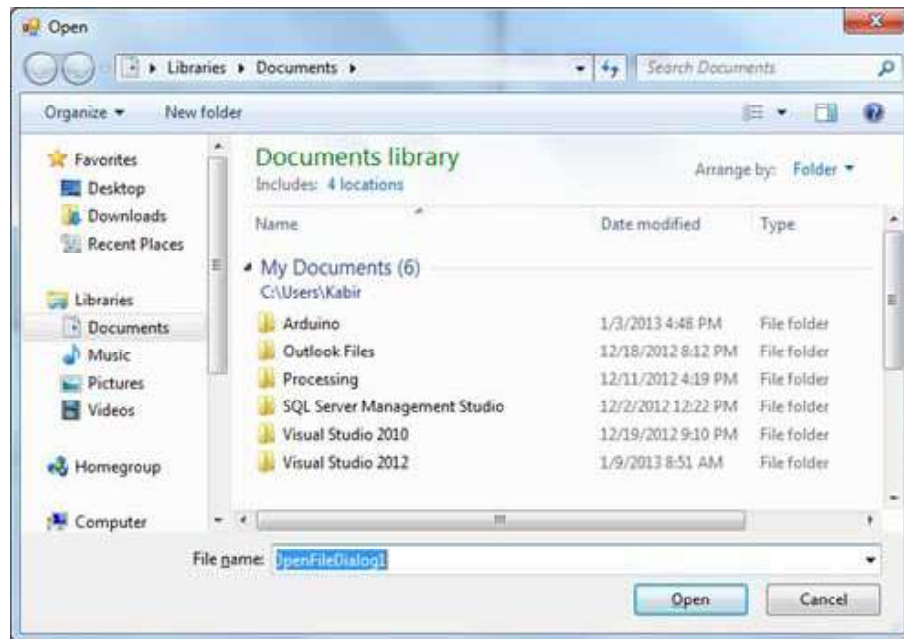 Open
Libraries Documents Search Documents
Organize New folder
Favorites
Desktop
Downloads
Recent Places
Libraries
Documents
Music
Pictures
Videos
Homegroup
Computer
Documents library
Includes: 4 locations
Arrange by: Folder
Name Date modified Type
My Documents (6)
C:\Users\Kabir
Arduino 1/3/2013 4:48 PM File folder
Outlook Files 12/18/2012 8:12 PM File folder
Processing 12/11/2012 4:19 PM File folder
SQL Server Management Studio 12/2/2012 12:22 PM File folder
Visual Studio 2010 12/19/2012 9:10 PM File folder
Visual Studio 2012 1/9/2013 8:51 AM File folder
File name: OpenFileDialog1
Open Cancel